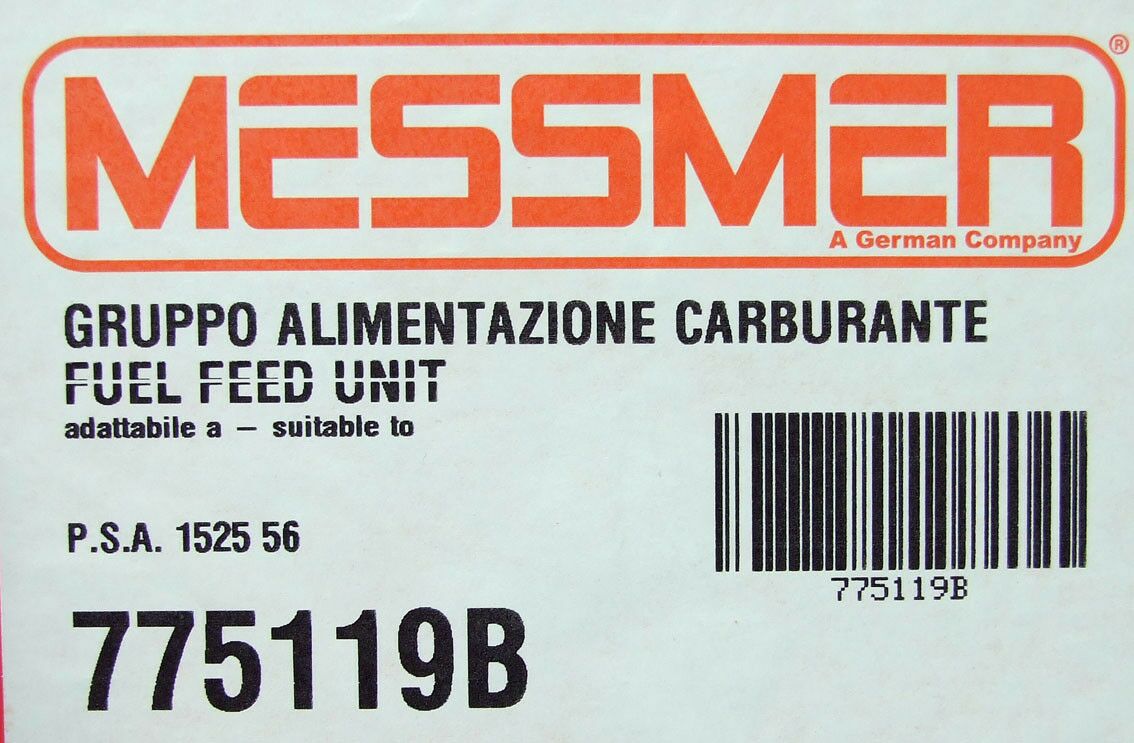 MESSMER ®
A German Company
GRUPPO ALIMENTAZIONE CARBURANTE
FUEL FEED UNIT
adattabile a – suitable to
P.S.A. 1525 56
775119B
775119B